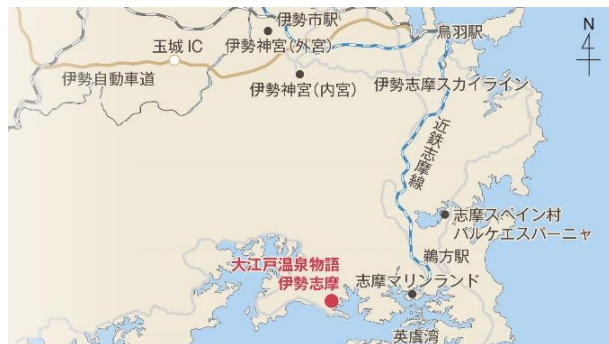 伊勢市駅
鳥羽駅
N
玉城IC
伊勢神宮(外宮)
伊勢自動車道
伊勢神宮(内宮)
伊勢志摩スカイライン
近鉄志摩線
志摩スペイン村
パルケエスパーニャ
鵜方駅
大江戸温泉物語
伊勢志摩
志摩マリンランド
英虞湾